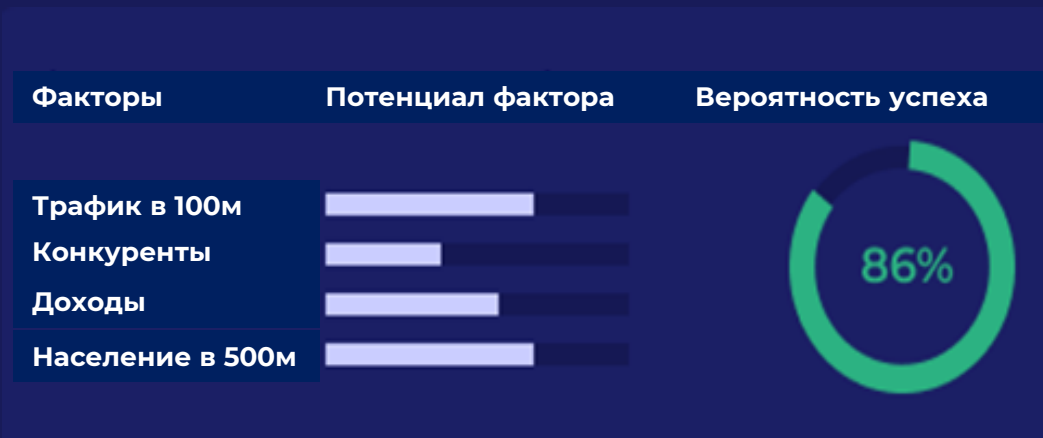 Факторы
Потенциал фактора
Вероятность успеха
Трафик в 100м
Конкуренты
Доходы
Население в 500м
86%